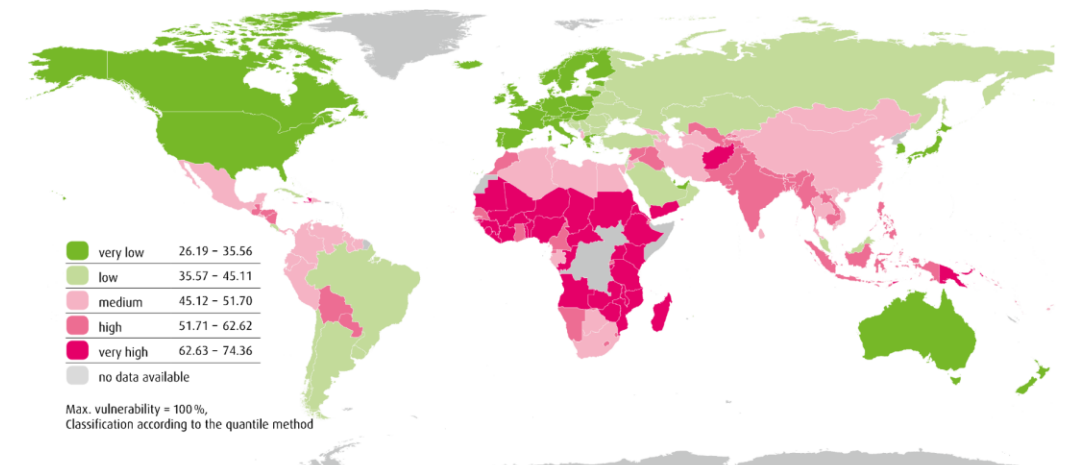 very low 26.19 – 35.56
low 35.57 – 45.11
medium 45.12 – 51.70
high 51.71 – 62.62
very high 62.63 – 74.36
no data available
Max. vulnerability = 100 %,
Classification according to the quantile method